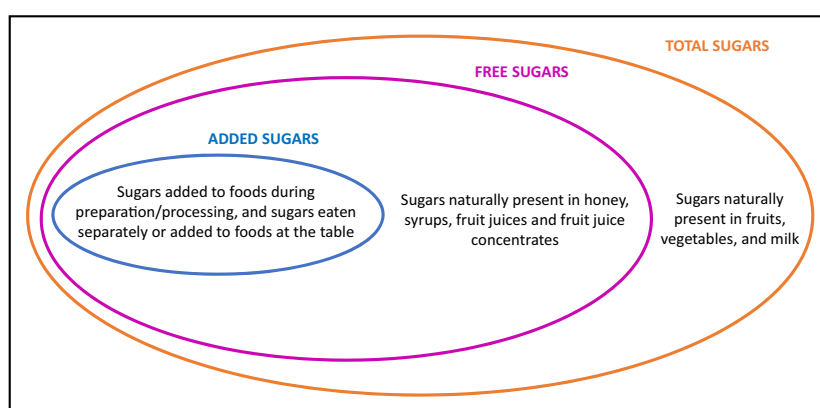 TOTAL SUGARS
FREE SUGARS
ADDED SUGARS
Sugars added to foods during
preparation/processing, and sugars eaten
separately or added to foods at the table
Sugars naturally present in honey,
syrups, fruit juices and fruit juice
concentrates
Sugars naturally
present in fruits,
vegetables, and milk